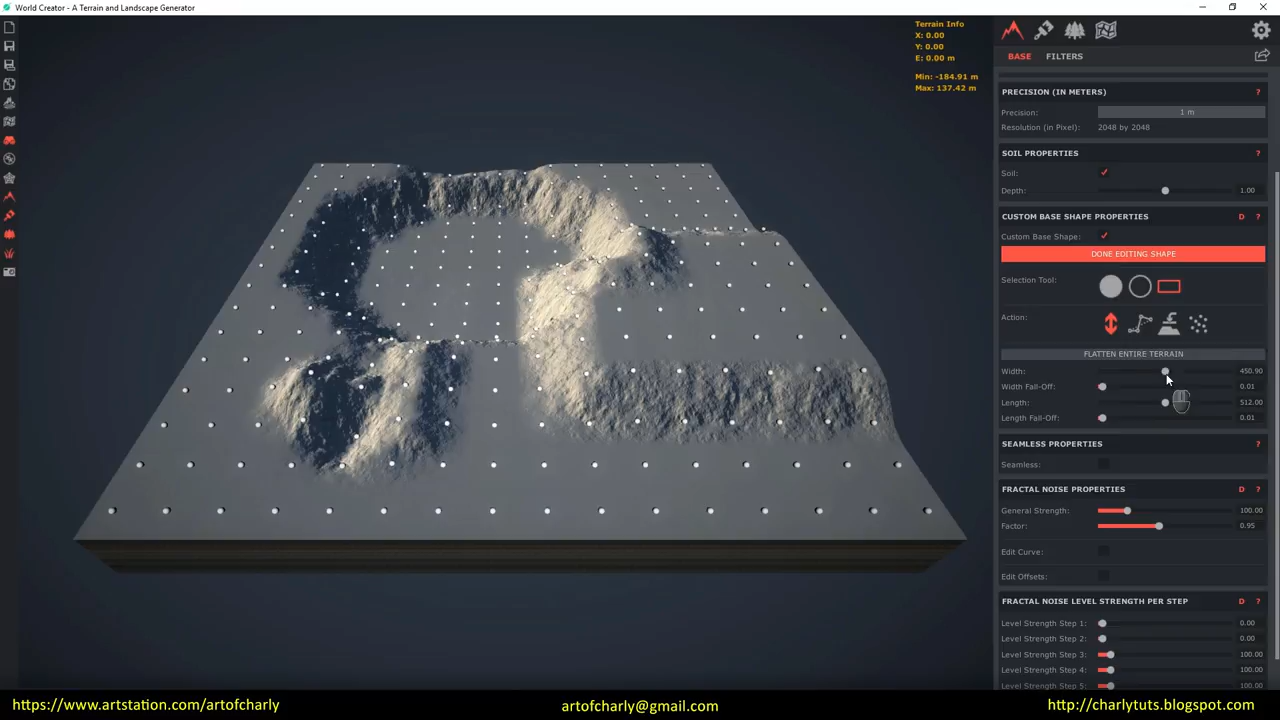 World Creator - A Terrain and Landscape Generator
Terrain Info
X: 0.00
Y: 0.00
E: 0.00 m
Min: -184.91 m
Max: 137.42 m
BASE FILTERS
PRECISION (IN METERS) ?
Precision: 1 m
Resolution (in Pixel): 2048 by 2048
SOIL PROPERTIES ?
Soil:
Depth: 1.00
CUSTOM BASE SHAPE PROPERTIES D ?
Custom Base Shape:
DONE EDITING SHAPE
Selection Tool:
Action:
FLATTEN ENTIRE TERRAIN
Width: 450.90
Width Fall-Off: 0.01
Length: 512.00
Length Fall-Off: 0.01
SEAMLESS PROPERTIES ?
Seamless:
FRACTAL NOISE PROPERTIES D ?
General Strength: 100.00
Factor: 0.95
Edit Curve:
Edit Offsets:
FRACTAL NOISE LEVEL STRENGTH PER STEP D ?
Level Strength Step 1: 0.00
Level Strength Step 2: 0.00
Level Strength Step 3: 100.00
Level Strength Step 4: 100.00
Level Strength Step 5: 100.00
https://www.artstation.com/artofcharly artofcharly@gmail.com http://charlytuts.blogspot.com